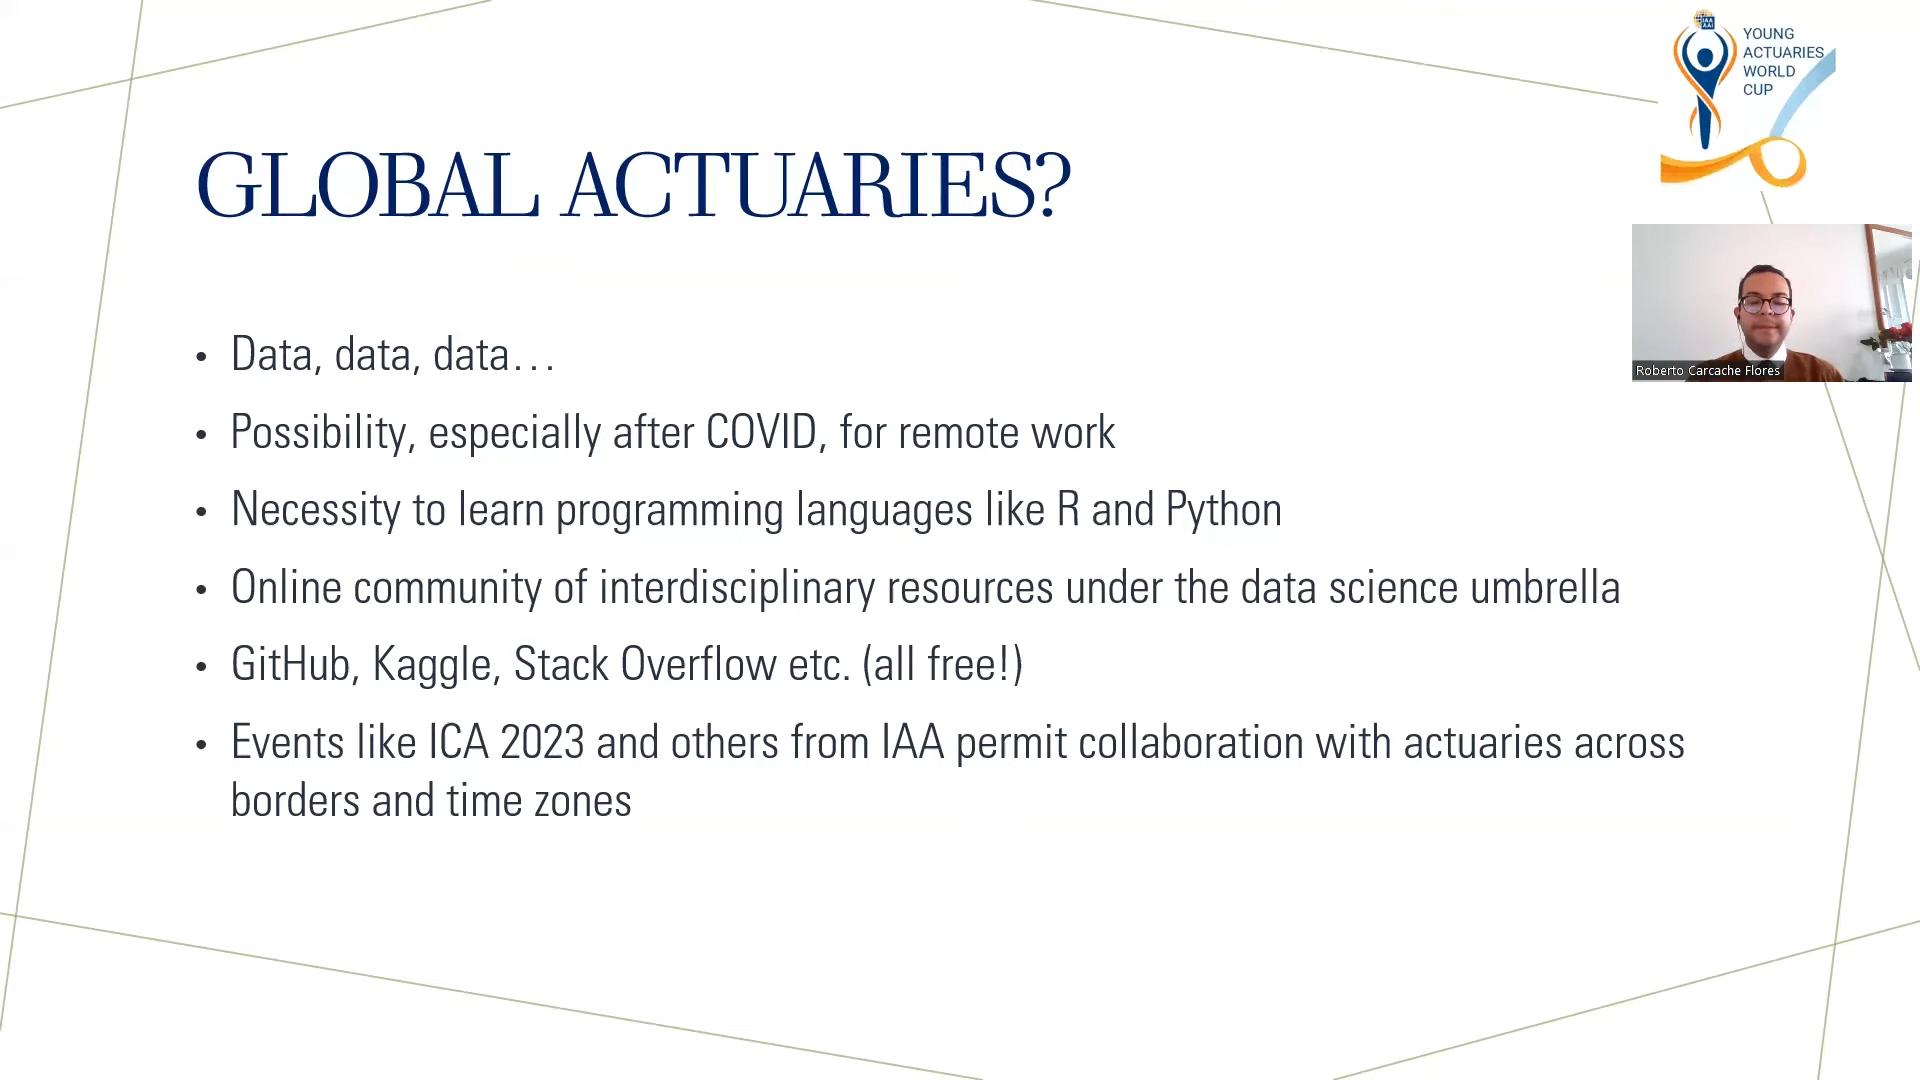 IAA
AAI
YOUNG
ACTUARIES
WORLD
CUP
GLOBAL ACTUARIES?
Roberto Carcache Flores
• Data, data, data…
• Possibility, especially after COVID, for remote work
• Necessity to learn programming languages like R and Python
• Online community of interdisciplinary resources under the data science umbrella
• GitHub, Kaggle, Stack Overflow etc. (all free!)
• Events like ICA 2023 and others from IAA permit collaboration with actuaries across
borders and time zones